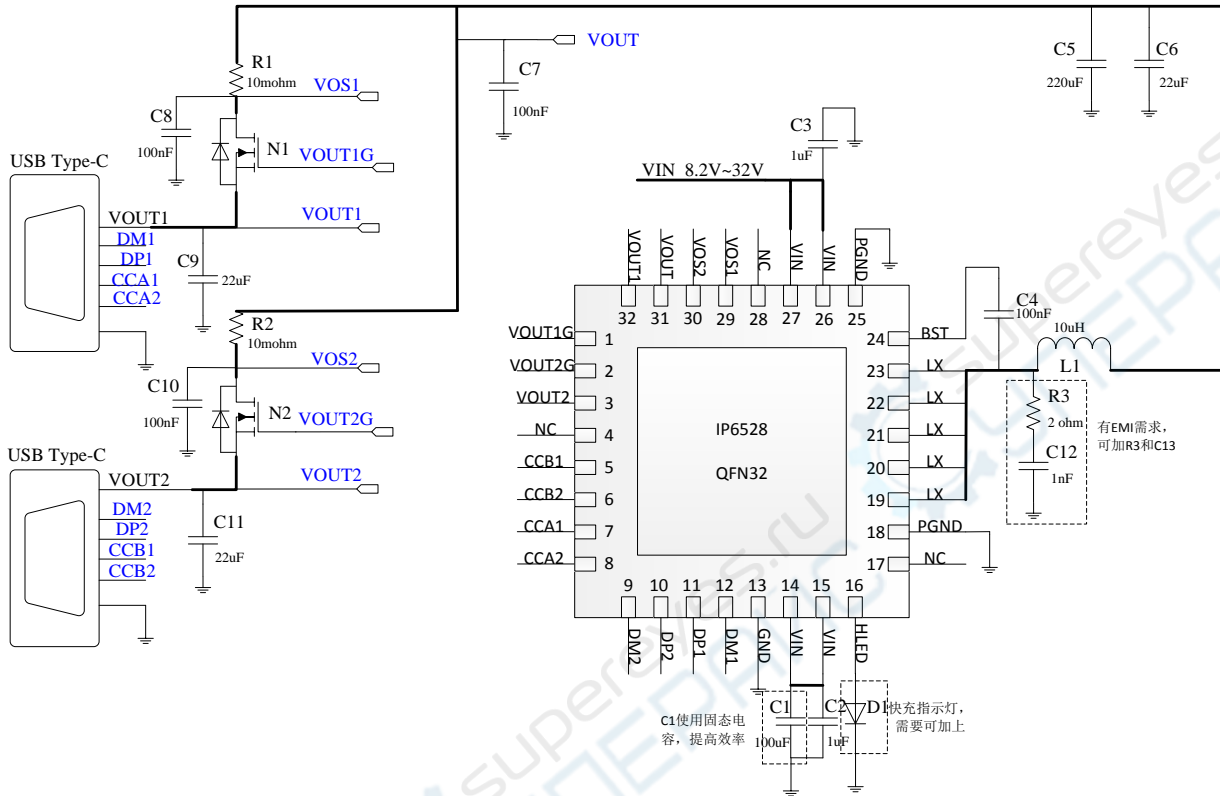 VOUT
C5
220uF
C6
22uF
R1
10mohm
VOS1
C8
100nF
C7
100nF
N1
VOUT1G
USB Type-C
VOUT1
DM1
DP1
CCA1
CCA2
VOUT1
C9
22uF
R2
10mohm
VOS2
C10
100nF
N2
VOUT2G
USB Type-C
VOUT2
DM2
DP2
CCB1
CCB2
VOUT2
C11
22uF
C3
1uF
VIN 8.2V~32V
VOUT1
VOUT
VOS2
VOS1
NC
VIN
VIN
PGND
32
31
30
29
28
27
26
25
VOUT1G 1
VOUT2G 2
VOUT2 3
NC 4
CCB1 5
CCB2 6
CCA1 7
CCA2 8
IP6528
QFN32
24 BST
23 LX
22 LX
21 LX
20 LX
19 LX
18 PGND
17 NC
9
10
11
12
13
14
15
16
DM2
DP2
DP1
DM1
GND
VIN
VIN
HLED
C4
100nF
10uH
L1
R3
2 ohm
C12
1nF
有EMI需求,
可加R3和C13
C1使用固态电
容，提高效率
C1
100uF
C2
1uF
D1
快充指示灯，
需要可加上
supereyes.ru
supereyes